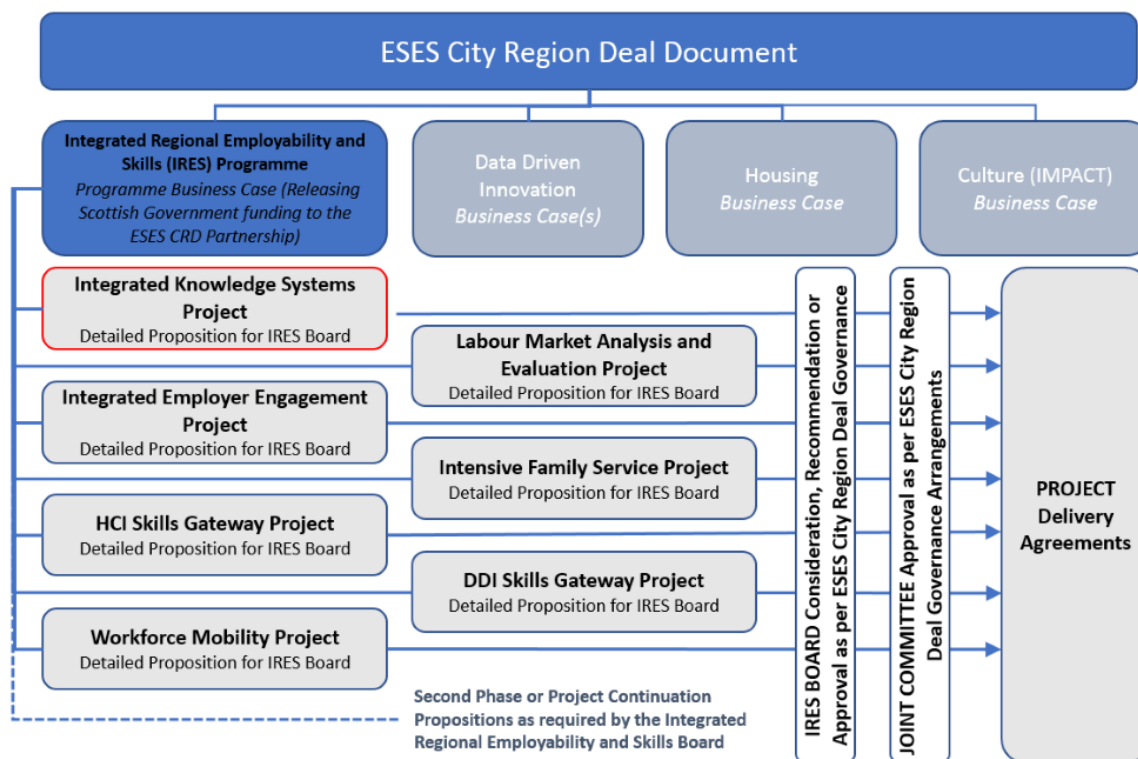 ESES City Region Deal Document
Integrated Regional Employability and
Skills (IRES) Programme
Programme Business Case (Releasing
Scottish Government funding to the
ESES CRD Partnership)
Data Driven
Innovation
Business Case(s)
Housing
Business Case
Culture (IMPACT)
Business Case
Integrated Knowledge Systems
Project
Detailed Proposition for IRES Board
Labour Market Analysis and
Evaluation Project
Detailed Proposition for IRES Board
Integrated Employer Engagement
Project
Detailed Proposition for IRES Board
Intensive Family Service Project
Detailed Proposition for IRES Board
HCI Skills Gateway Project
Detailed Proposition for IRES Board
DDI Skills Gateway Project
Detailed Proposition for IRES Board
Workforce Mobility Project
Detailed Proposition for IRES Board
Second Phase or Project Continuation
Propositions as required by the Integrated
Regional Employability and Skills Board
IRES BOARD Consideration, Recommendation or
Approval as per ESES City Region Deal Governance
JOINT COMMITTEE Approval as per ESES City Region
Deal Governance Arrangements
PROJECT
Delivery
Agreements